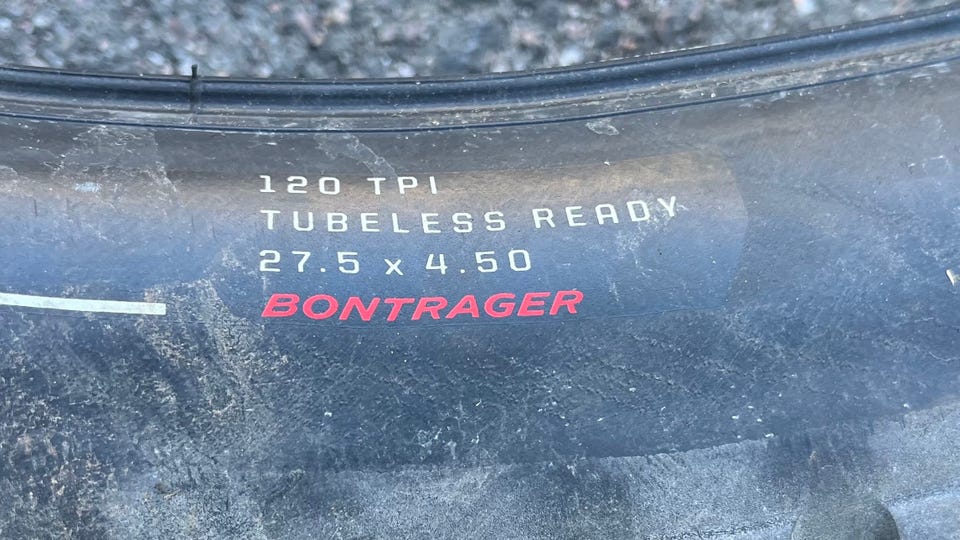 120 TPI
TUBELESS READY
27.5 x 4.50
BONTRAGER